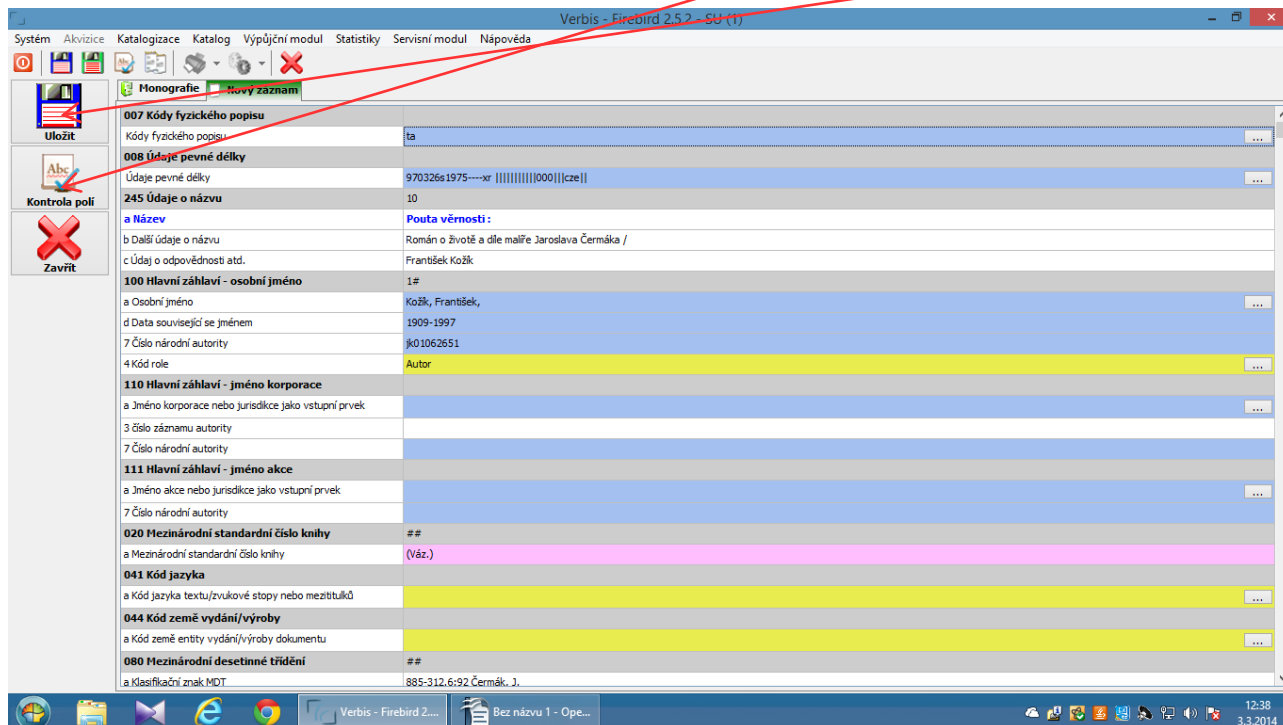 Verbis - Firebird 2.5.2 - SU (1)
Systém Akvizice Katalogizace Katalog Výpůjční modul Statistiky Servisní modul Nápověda
Monografie Nový záznam
Uložit
Abc
Kontrola polí
Zavřít
007 Kódy fyzického popisu
Kódy fyzického popisu ta ...
008 Údaje pevné délky
Údaje pevné délky 970326s1975----xr ||||||||||||000|||cze|| ...
245 Údaje o názvu 10
a Název Pouta věrnosti :
b Další údaje o názvu Román o životě a díle malíře Jaroslava Čermáka /
c Údaj o odpovědnosti atd. František Kožík
100 Hlavní záhlaví - osobní jméno 1#
a Osobní jméno Kožík, František, ...
d Data související se jménem 1909-1997
7 Číslo národní autority jk01062651
4 Kód role Autor ...
110 Hlavní záhlaví - jméno korporace
a Jméno korporace nebo jurisdikce jako vstupní prvek ...
3 číslo záznamu autority
7 Číslo národní autority
111 Hlavní záhlaví - jméno akce
a Jméno akce nebo jurisdikce jako vstupní prvek ...
7 Číslo národní autority
020 Mezinárodní standardní číslo knihy ##
a Mezinárodní standardní číslo knihy (Váz.)
041 Kód jazyka
a Kód jazyka textu/zvukové stopy nebo mezititulků ...
044 Kód země vydání/výroby
a Kód země entity vydání/výroby dokumentu ...
080 Mezinárodní desetinné třídění ##
a Klasifikační znak MDT 885-312.6:92 Čermák, J.
Verbis - Firebird 2.... Bez názvu 1 - Ope... 12:38
3.3.2014